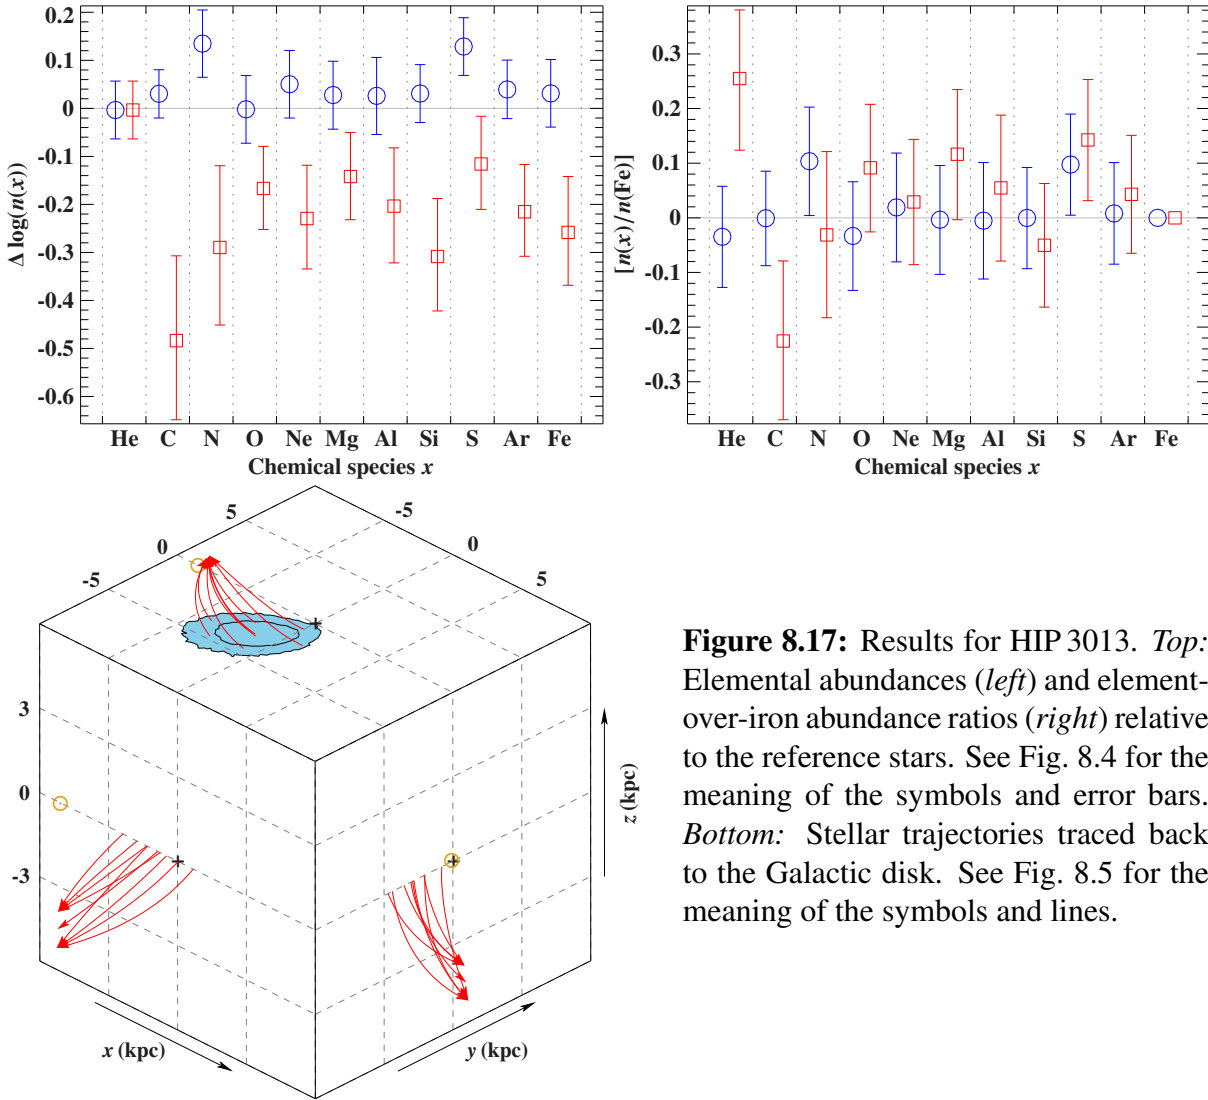 0.2
0.1
0
-0.1
-0.2
-0.3
-0.4
-0.5
-0.6
Δ log(n(x))
He C N O Ne Mg Al Si S Ar Fe
Chemical species x
0.3
0.2
0.1
0
-0.1
-0.2
-0.3
[n(x)/n(Fe)]
He C N O Ne Mg Al Si S Ar Fe
Chemical species x
5
0
-5
-5
0
5
3
0
-3
x (kpc)
y (kpc)
z (kpc)
Figure 8.17: Results for HIP 3013. Top:
Elemental abundances (left) and element-
over-iron abundance ratios (right) relative
to the reference stars. See Fig. 8.4 for the
meaning of the symbols and error bars.
Bottom: Stellar trajectories traced back
to the Galactic disk. See Fig. 8.5 for the
meaning of the symbols and lines.